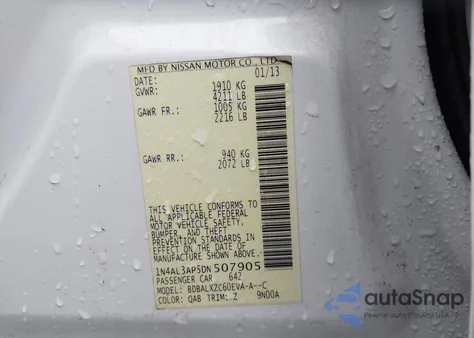 MFD BY NISSAN MOTOR CO., LTD.
DATE: 01/13
GVWR: 1910 KG
4211 LB
GAWR FR.: 1005 KG
2216 LB
GAWR RR.: 940 KG
2072 LB
THIS VEHICLE CONFORMS TO
ALL APPLICABLE FEDERAL
MOTOR VEHICLE SAFETY,
BUMPER, AND THEFT
PREVENTION STANDARDS IN
EFFECT ON THE DATE OF
MANUFACTURE SHOWN ABOVE.
1N4AL3AP5DN507905
PASSENGER CAR 642
MODEL: BDBALXZC60EVA-A--C
COLOR: QAB TRIM: Z 9N00A
autoSnap